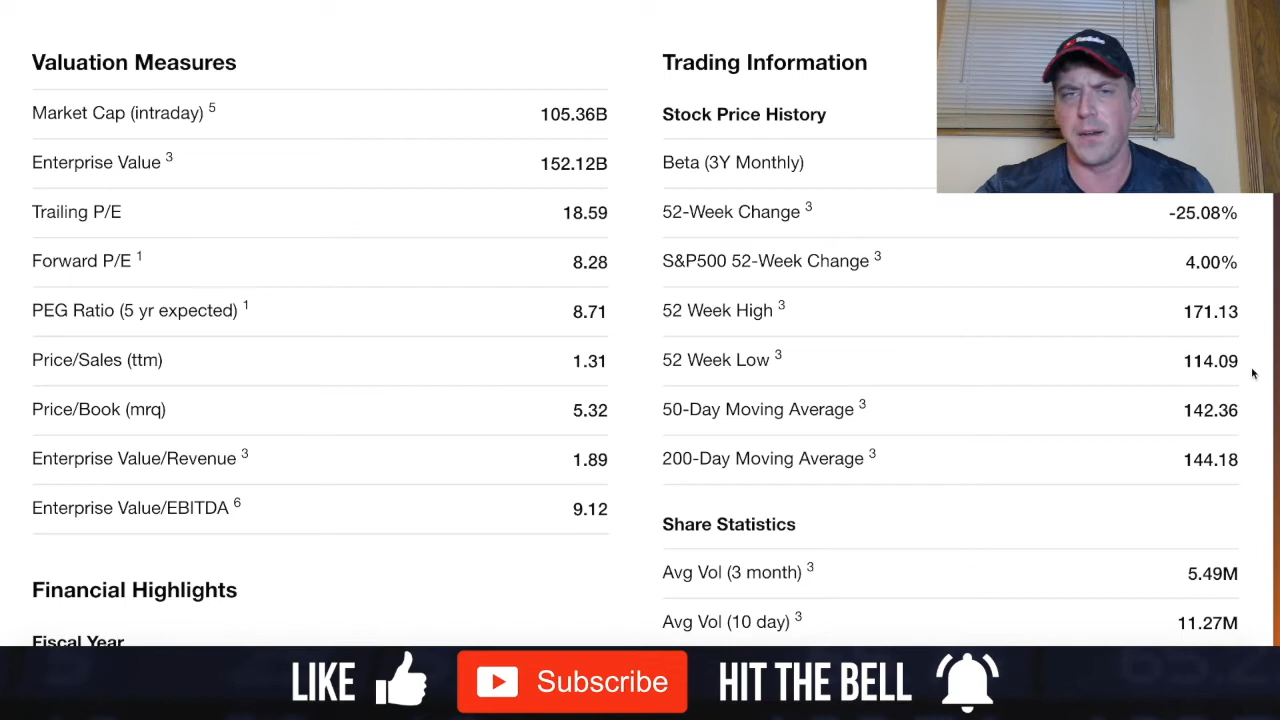 Valuation Measures
Market Cap (intraday) 5 105.36B
Enterprise Value 3 152.12B
Trailing P/E 18.59
Forward P/E 1 8.28
PEG Ratio (5 yr expected) 1 8.71
Price/Sales (ttm) 1.31
Price/Book (mrq) 5.32
Enterprise Value/Revenue 3 1.89
Enterprise Value/EBITDA 6 9.12
Financial Highlights
Fiscal Year
Trading Information
Stock Price History
Beta (3Y Monthly)
52-Week Change 3 -25.08%
S&P500 52-Week Change 3 4.00%
52 Week High 3 171.13
52 Week Low 3 114.09
50-Day Moving Average 3 142.36
200-Day Moving Average 3 144.18
Share Statistics
Avg Vol (3 month) 3 5.49M
Avg Vol (10 day) 3 11.27M
LIKE Subscribe HIT THE BELL